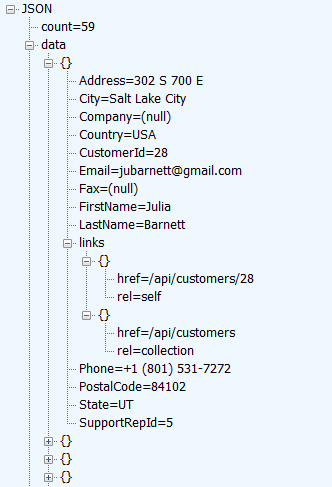 JSON
count=59
data
{}
Address=302 S 700 E
City=Salt Lake City
Company=(null)
Country=USA
CustomerId=28
Email=jubarnett@gmail.com
Fax=(null)
FirstName=Julia
LastName=Barnett
links
{}
href=/api/customers/28
rel=self
{}
href=/api/customers
rel=collection
Phone=+1 (801) 531-7272
PostalCode=84102
State=UT
SupportRepId=5
{}
{}
{}